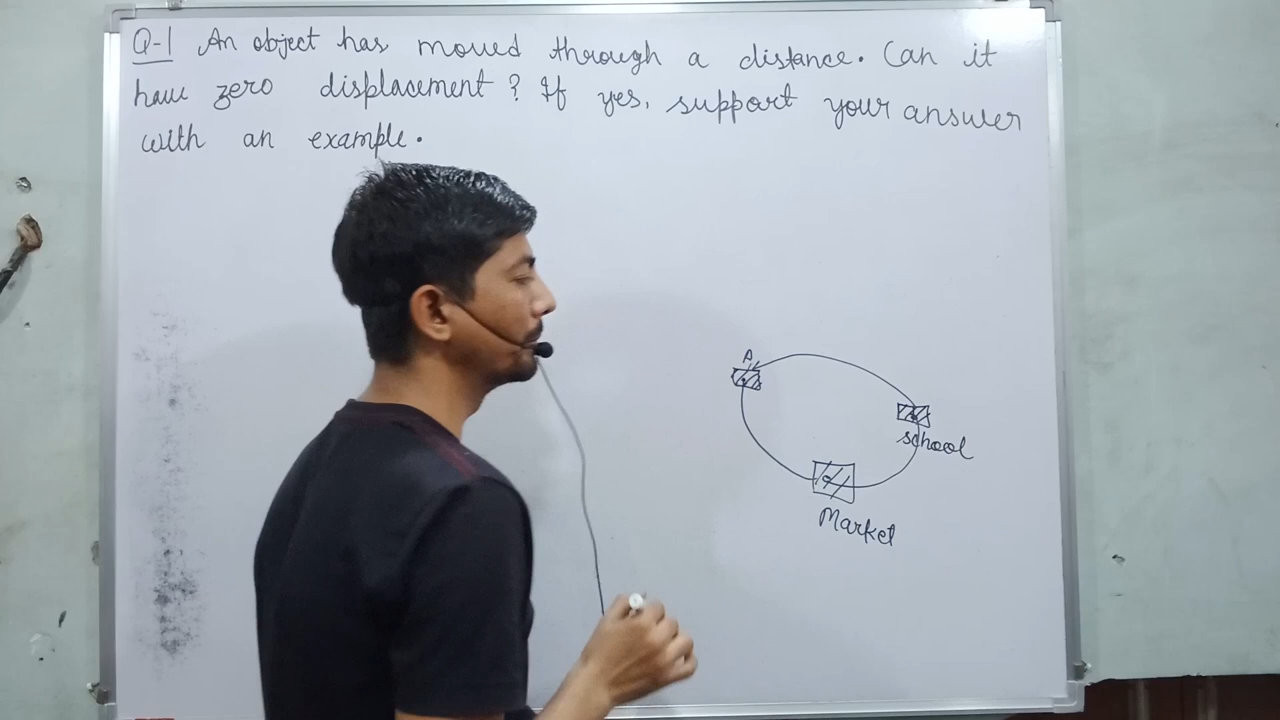 Q-1 An object has moved through a distance. Can it
have zero displacement? If yes, support your answer
with an example.
A
school
Market